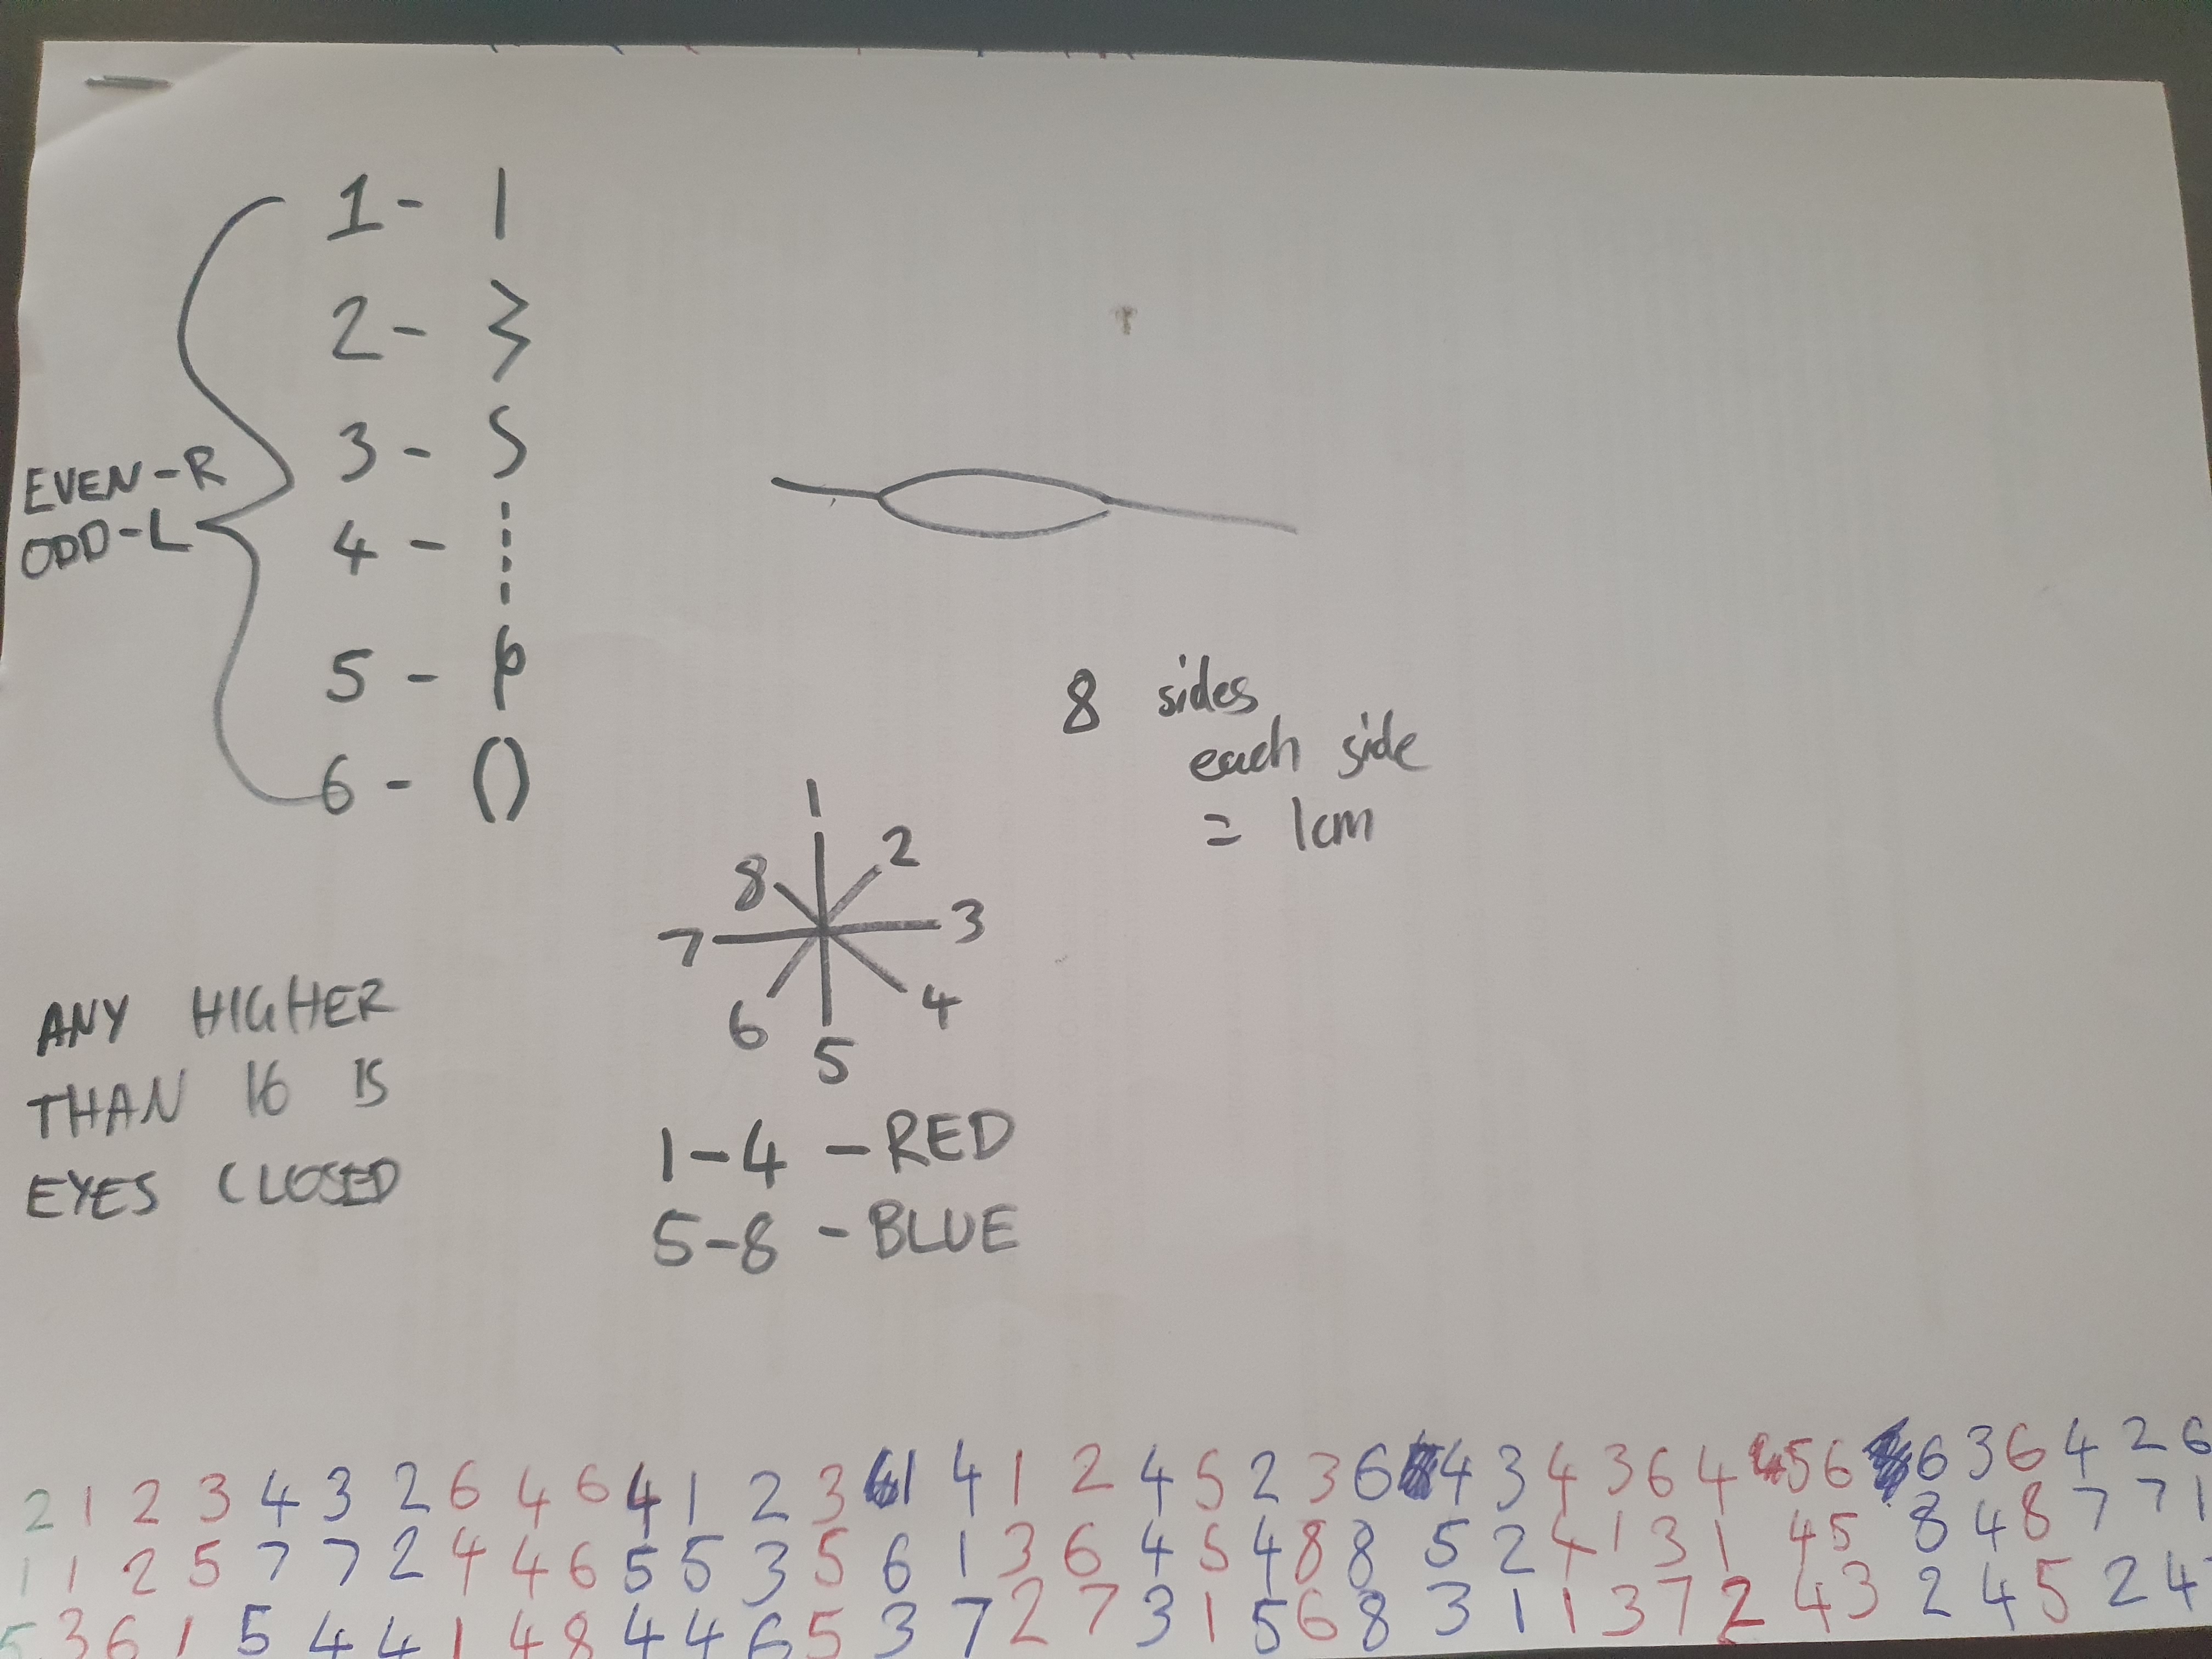 1 - |
2 -
3 - S
4 -
5 -
6 - ()
EVEN - R
ODD - L
8 sides
each side
= 1cm
1
2
3
4
5
6
7
8
ANY HIGHER
THAN 16 IS
EYES CLOSED
1-4 - RED
5-8 - BLUE
2 1 2 3 4 3 2 6 4 6 4 1 2 3 1 4 1 2 4 5 2 3 6 4 3 4 3 6 4 5 6 6 3 6 4 2 6
1 1 2 5 7 7 2 4 4 6 5 5 3 5 6 1 3 6 4 5 4 8 8 5 2 4 1 3 1 4 5 8 4 8 7 7 1
5 3 6 1 5 4 4 1 4 8 4 4 6 5 3 7 2 7 3 1 5 6 8 3 1 1 3 7 2 4 3 2 4 5 2 4